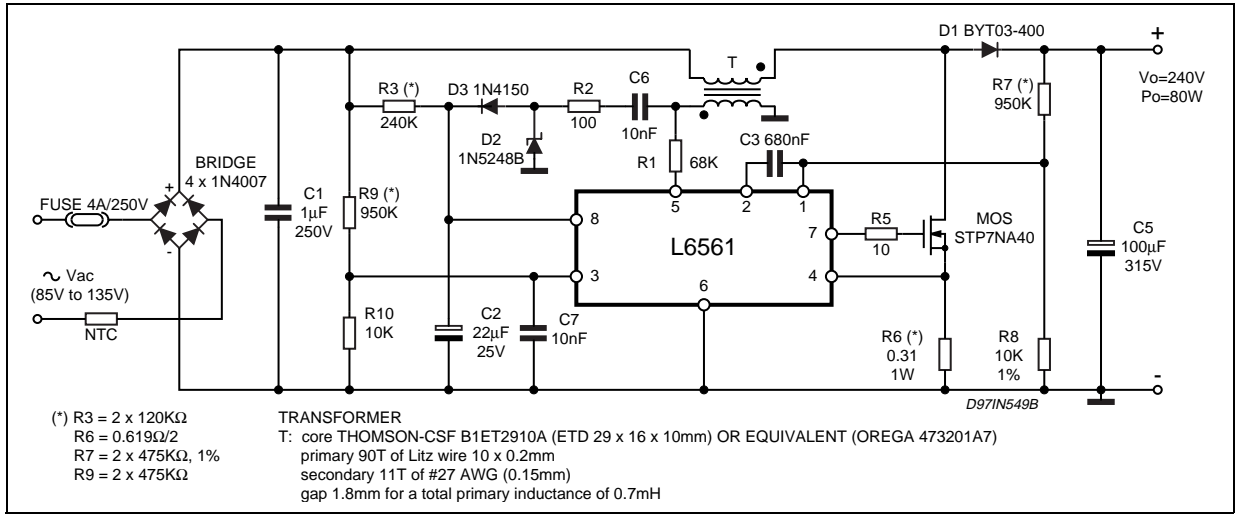 D1 BYT03-400
+
Vo=240V
Po=80W
-
T
R3 (*)
240K
D3 1N4150
D2
1N5248B
R2
100
C6
10nF
R1
68K
C3 680nF
R7 (*)
950K
BRIDGE
4 x 1N4007
+
-
FUSE 4A/250V
C1
1µF
250V
R9 (*)
950K
5
2
1
8
3
L6561
6
7
4
R5
10
MOS
STP7NA40
C5
100µF
315V
~ Vac
(85V to 135V)
NTC
R10
10K
C2
22µF
25V
C7
10nF
R6 (*)
0.31
1W
R8
10K
1%
D97IN549B
(*) R3 = 2 x 120KΩ
R6 = 0.619Ω/2
R7 = 2 x 475KΩ, 1%
R9 = 2 x 475KΩ
TRANSFORMER
T: core THOMSON-CSF B1ET2910A (ETD 29 x 16 x 10mm) OR EQUIVALENT (OREGA 473201A7)
primary 90T of Litz wire 10 x 0.2mm
secondary 11T of #27 AWG (0.15mm)
gap 1.8mm for a total primary inductance of 0.7mH